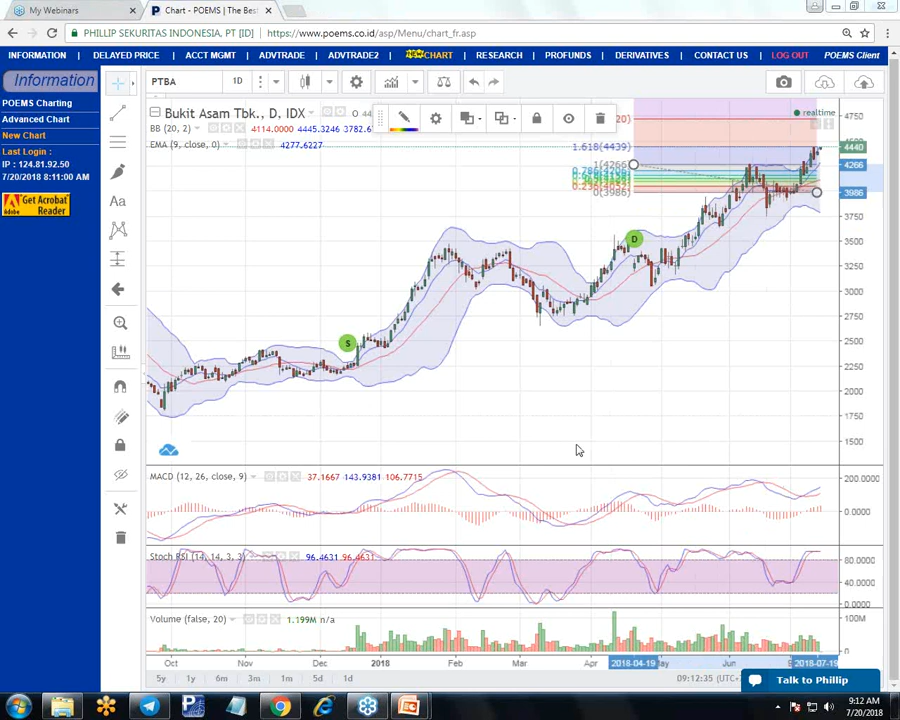 My Webinars
Chart - POEMS | The Best
PHILLIP SEKURITAS INDONESIA. PT [ID]
https://www.poems.co.id/asp/Menu/chart_fr.asp
INFORMATION DELAYED PRICE ACCT MGMT ADVTRADE ADVTRADE2 NEW CHART RESEARCH PROFUNDS DERIVATIVES CONTACT US LOG OUT POEMS Client
Information
POEMS Charting
Advanced Chart
New Chart
Last Login :
IP : 124.81.92.50
7/20/2018 8:11:00 AM
Get Acrobat
Reader
Adobe
PTBA 1D
Bukit Asam Tbk., D, IDX
BB (20, 2) 4114.0000 4445.3246 3782.6
EMA (9, close, 0) 4277.6227
realtime
1.618(4439)
1(4266)
0(3986)
4750
4440
4266
3986
3750
3500
3250
3000
2750
2500
2250
2000
1750
1500
D
S
MACD (12, 26, close, 9) 37.1667 143.9381 106.7715
200.0000
0.0000
Stoch RSI (14, 14, 3, 3) 96.4631 96.4631
80.0000
40.0000
0.0000
Volume (false, 20) 1.199M n/a
100M
Oct Nov Dec 2018 Feb Mar Apr 2018-04-19 Jun 2018-07-19
5y 1y 6m 3m 1m 5d 1d
09:12:35 (UTC+
Talk to Phillip
Aa
9:12 AM
7/20/2018